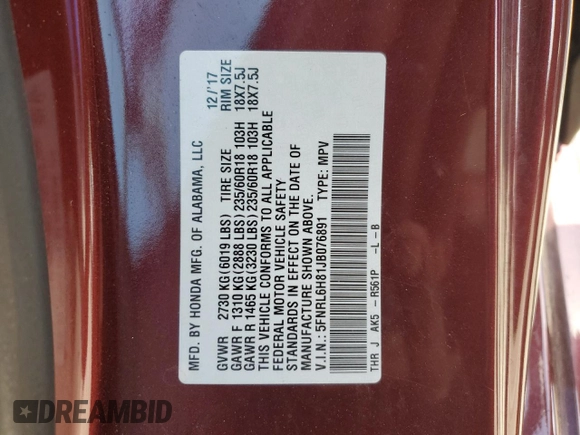 MFD. BY HONDA MFG. OF ALABAMA, LLC 12/'17
GVWR 2730 KG(6019 LBS) TIRE SIZE RIM SIZE
GAWR F 1310 KG(2888 LBS)235/60R18 103H 18X7.5J
GAWR R 1465 KG(3230 LBS)235/60R18 103H 18X7.5J
THIS VEHICLE CONFORMS TO ALL APPLICABLE
FEDERAL MOTOR VEHICLE SAFETY
STANDARDS IN EFFECT ON THE DATE OF
MANUFACTURE SHOWN ABOVE.
V.I.N.: 5FNRL6H81JB076891 TYPE: MPV
THR J AK5 - R561P -L -B
DREAMBID